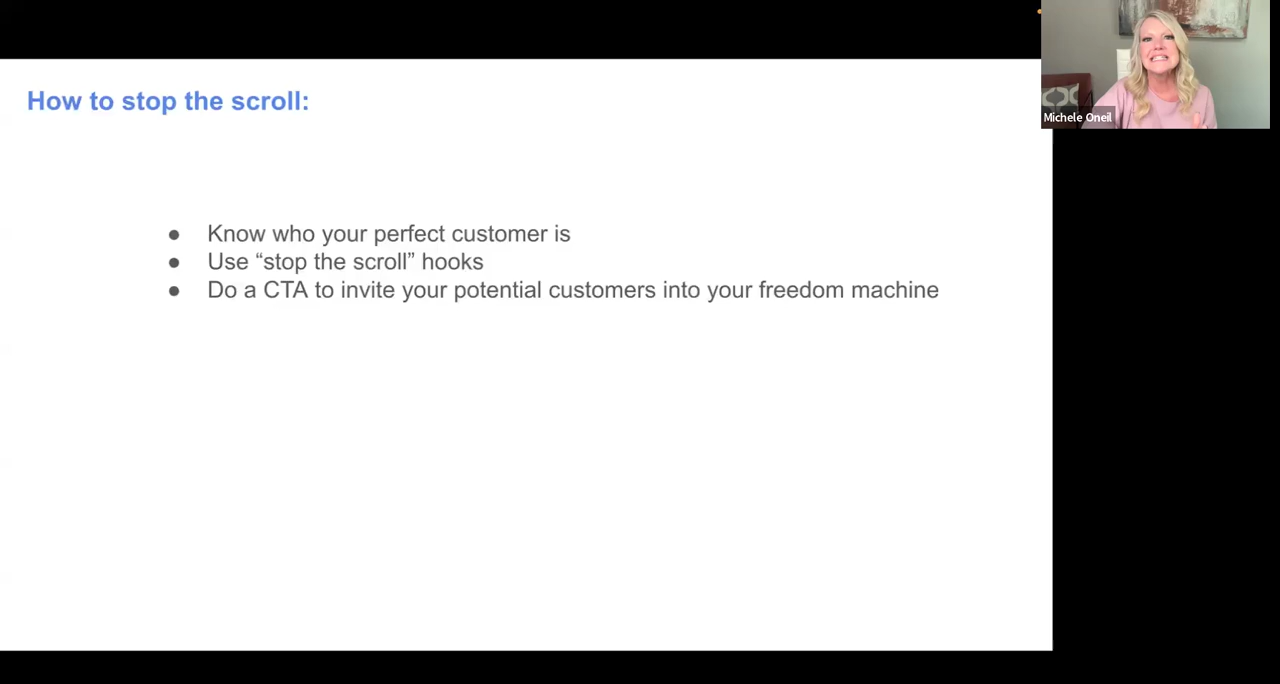 How to stop the scroll:
● Know who your perfect customer is
● Use “stop the scroll” hooks
● Do a CTA to invite your potential customers into your freedom machine
Michele Oneil